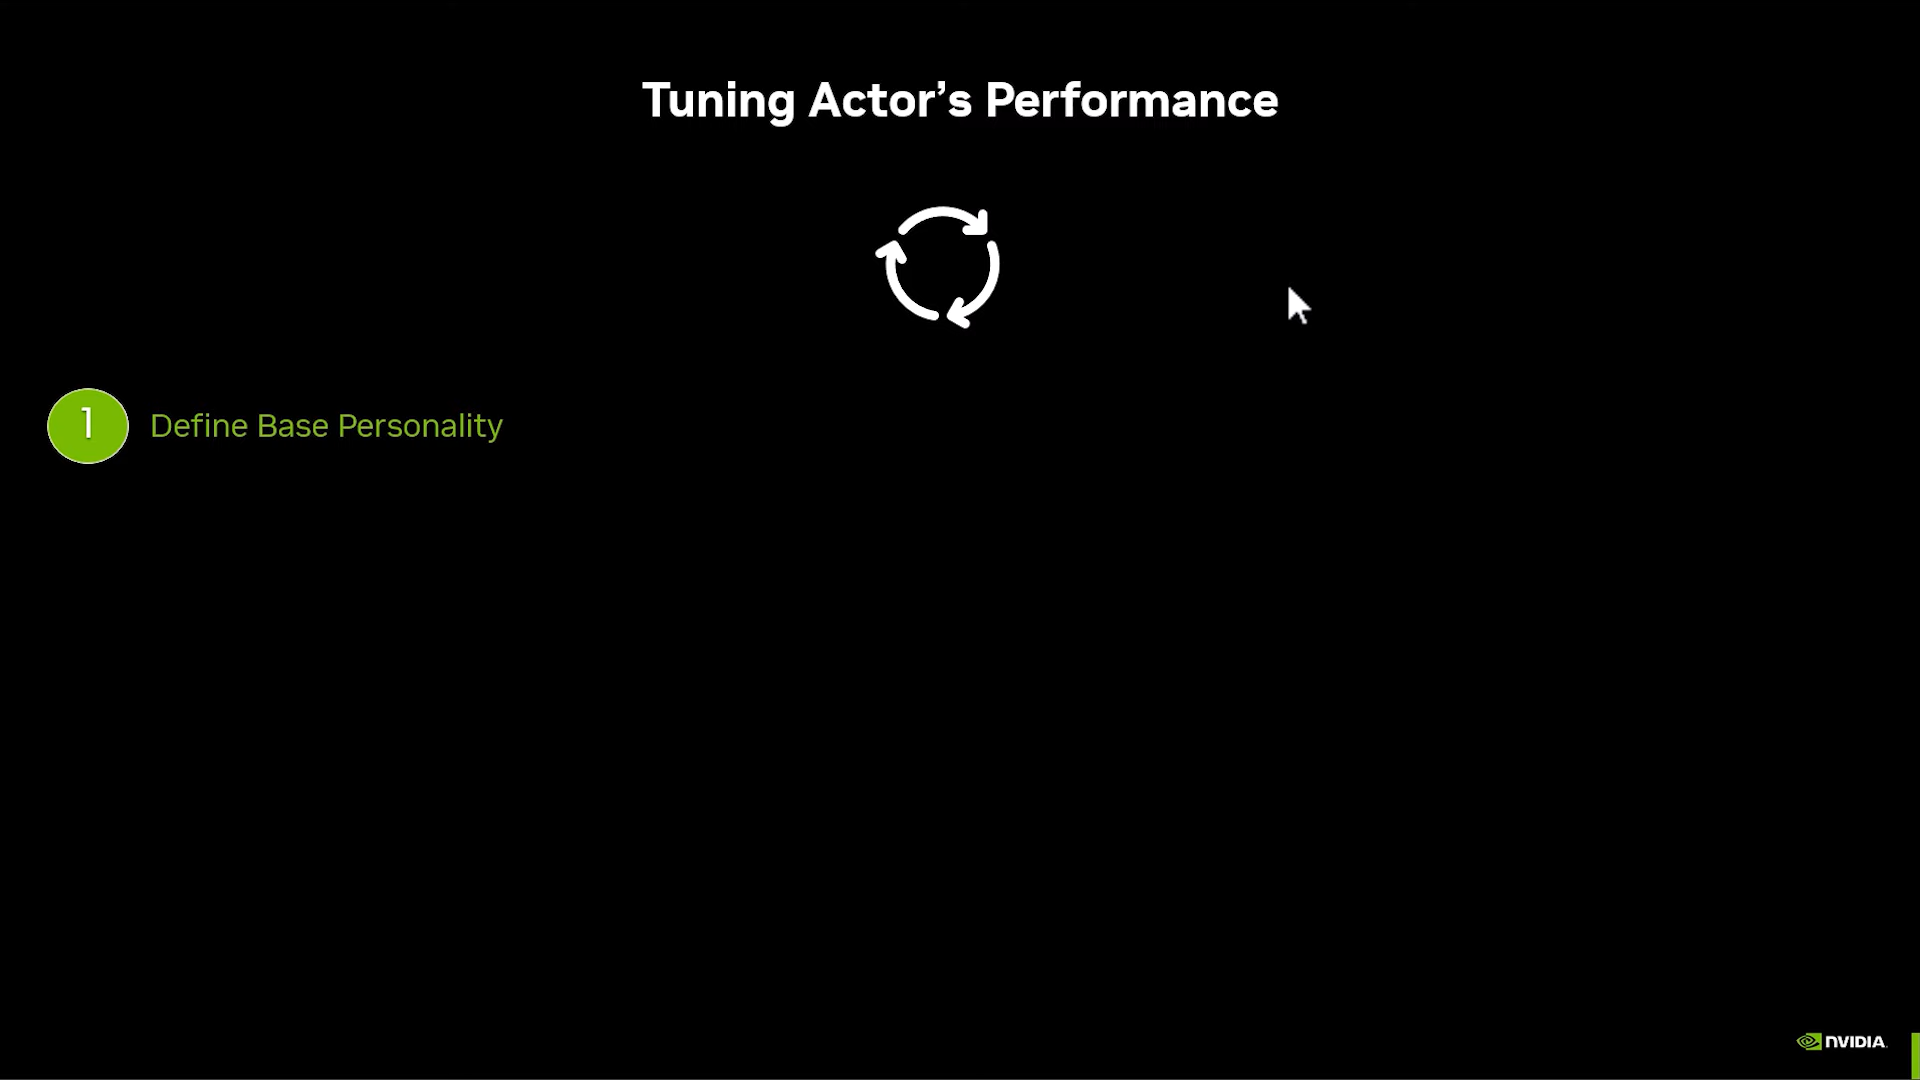 Tuning Actor’s Performance
1 Define Base Personality
NVIDIA.